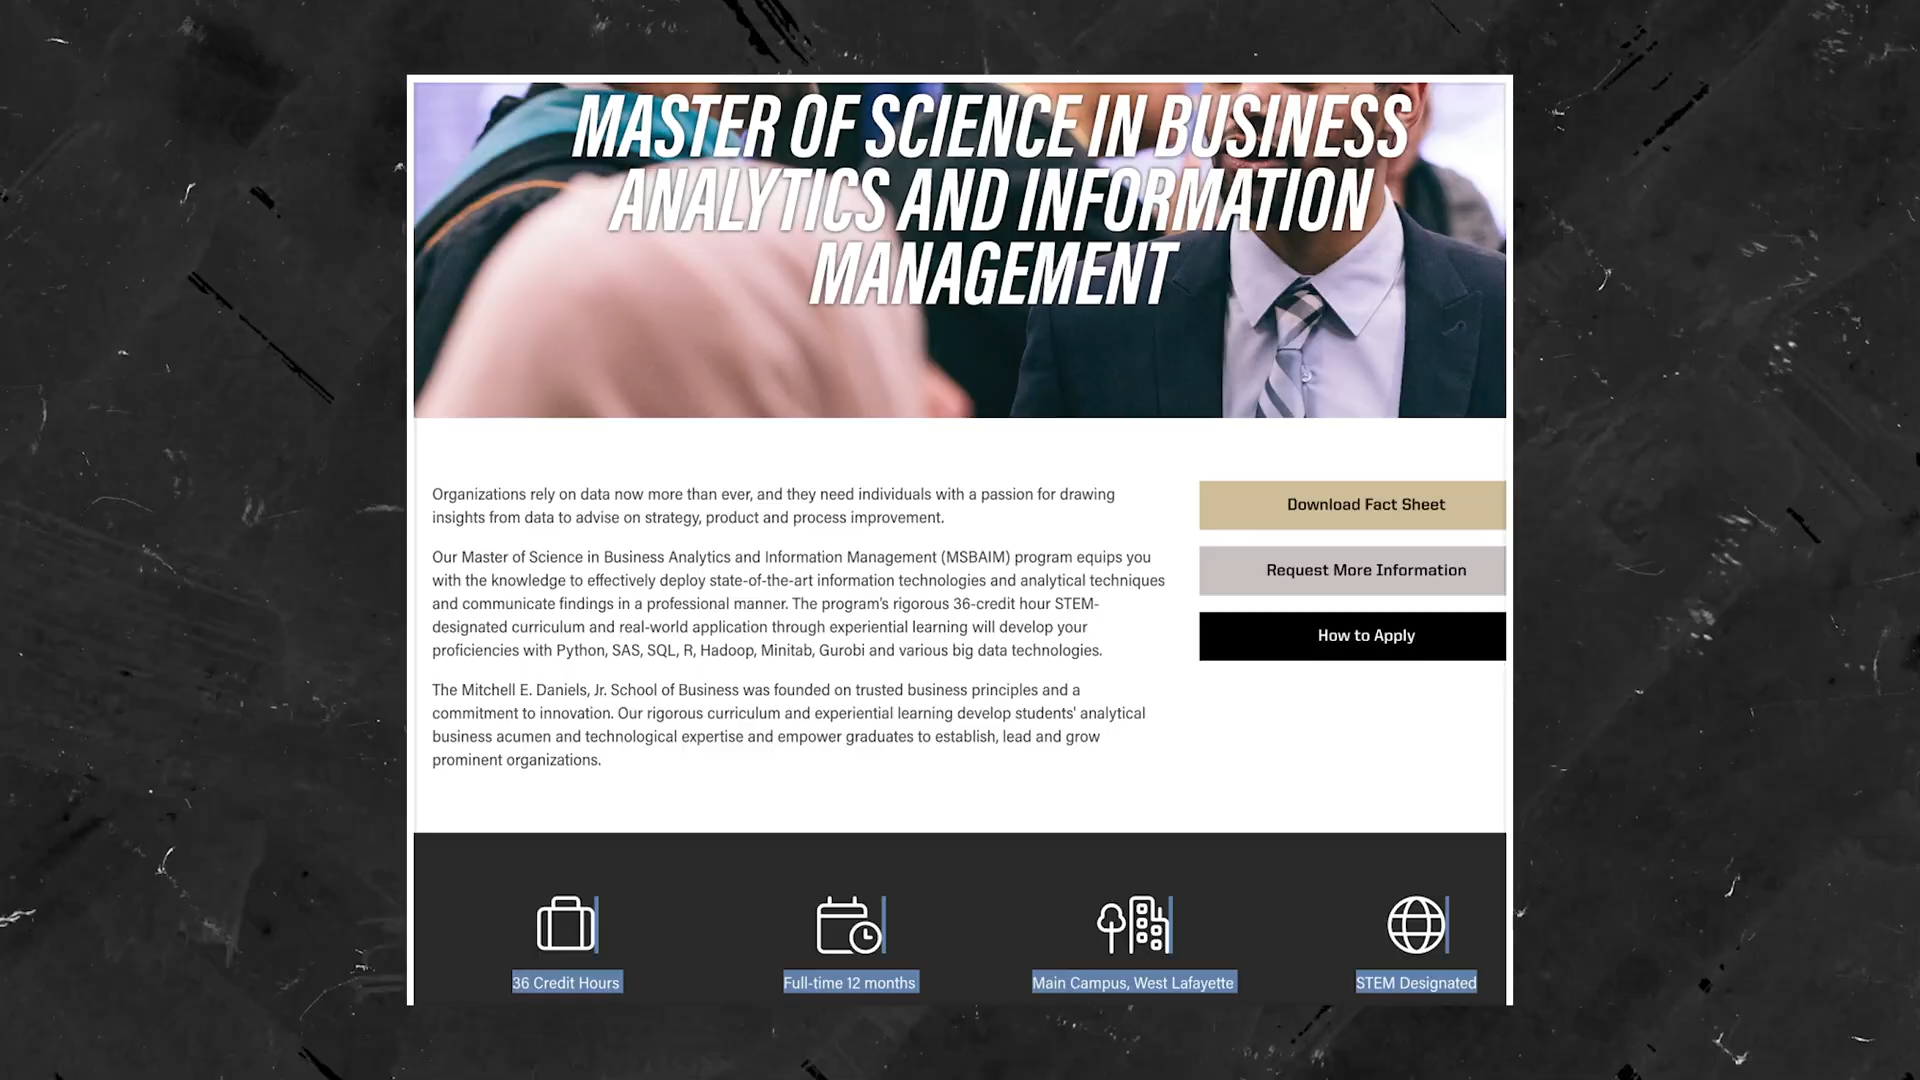 MASTER OF SCIENCE IN BUSINESS
ANALYTICS AND INFORMATION
MANAGEMENT
Organizations rely on data now more than ever, and they need individuals with a passion for drawing
insights from data to advise on strategy, product and process improvement.
Our Master of Science in Business Analytics and Information Management (MSBAIM) program equips you
with the knowledge to effectively deploy state-of-the-art information technologies and analytical techniques
and communicate findings in a professional manner. The program's rigorous 36-credit hour STEM-
designated curriculum and real-world application through experiential learning will develop your
proficiencies with Python, SAS, SQL, R, Hadoop, Minitab, Gurobi and various big data technologies.
The Mitchell E. Daniels, Jr. School of Business was founded on trusted business principles and a
commitment to innovation. Our rigorous curriculum and experiential learning develop students' analytical
business acumen and technological expertise and empower graduates to establish, lead and grow
prominent organizations.
Download Fact Sheet
Request More Information
How to Apply
36 Credit Hours
Full-time 12 months
Main Campus, West Lafayette
STEM Designated